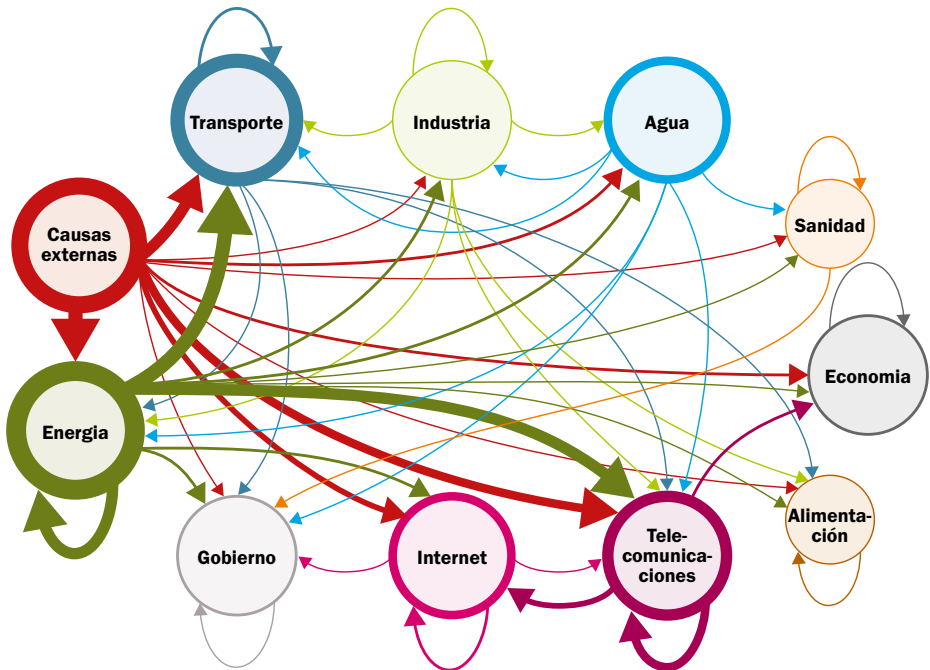 Transporte
Industria
Agua
Causas
externas
Sanidad
Economia
Energia
Gobierno
Internet
Tele-
comunica-
ciones
Alimenta-
ción